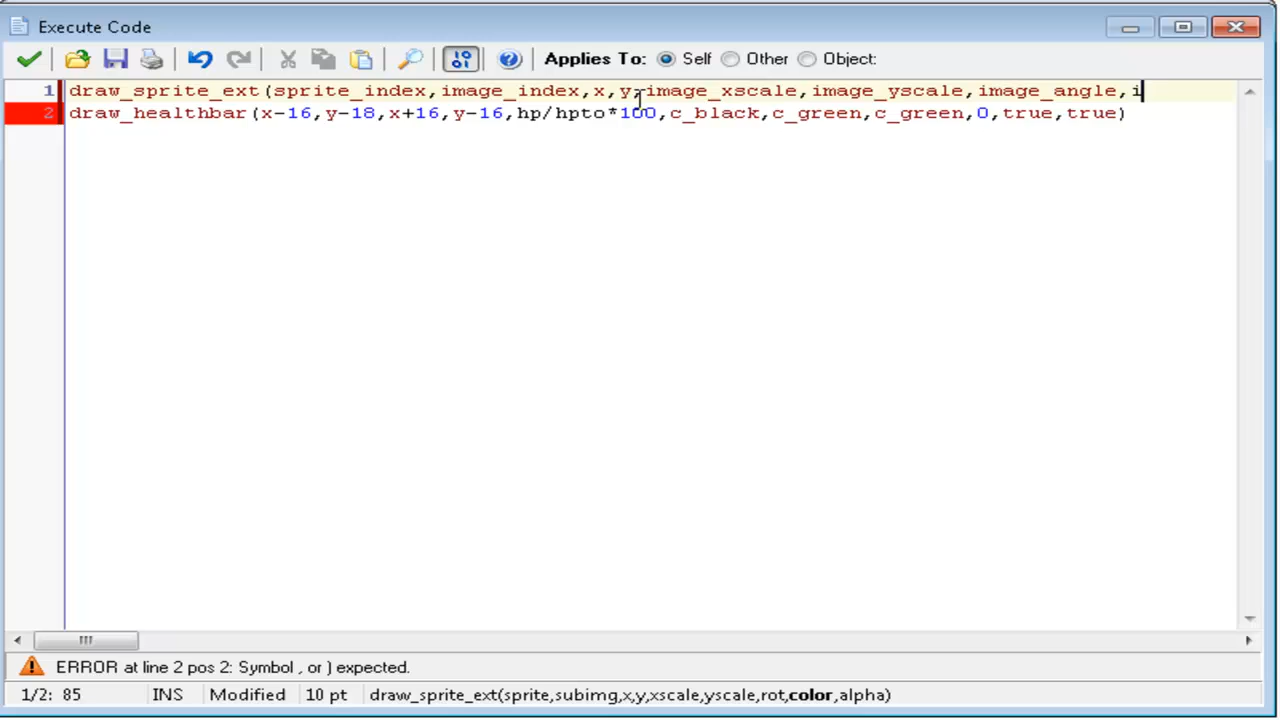 Execute Code
Applies To: Self Other Object:
1 draw_sprite_ext(sprite_index,image_index,x,y,image_xscale,image_yscale,image_angle,i
2 draw_healthbar(x-16,y-18,x+16,y-16,hp/hpto*100,c_black,c_green,c_green,0,true,true)
ERROR at line 2 pos 2: Symbol , or ) expected.
1/2: 85 INS Modified 10 pt draw_sprite_ext(sprite,subimg,x,y,xscale,yscale,rot,color,alpha)